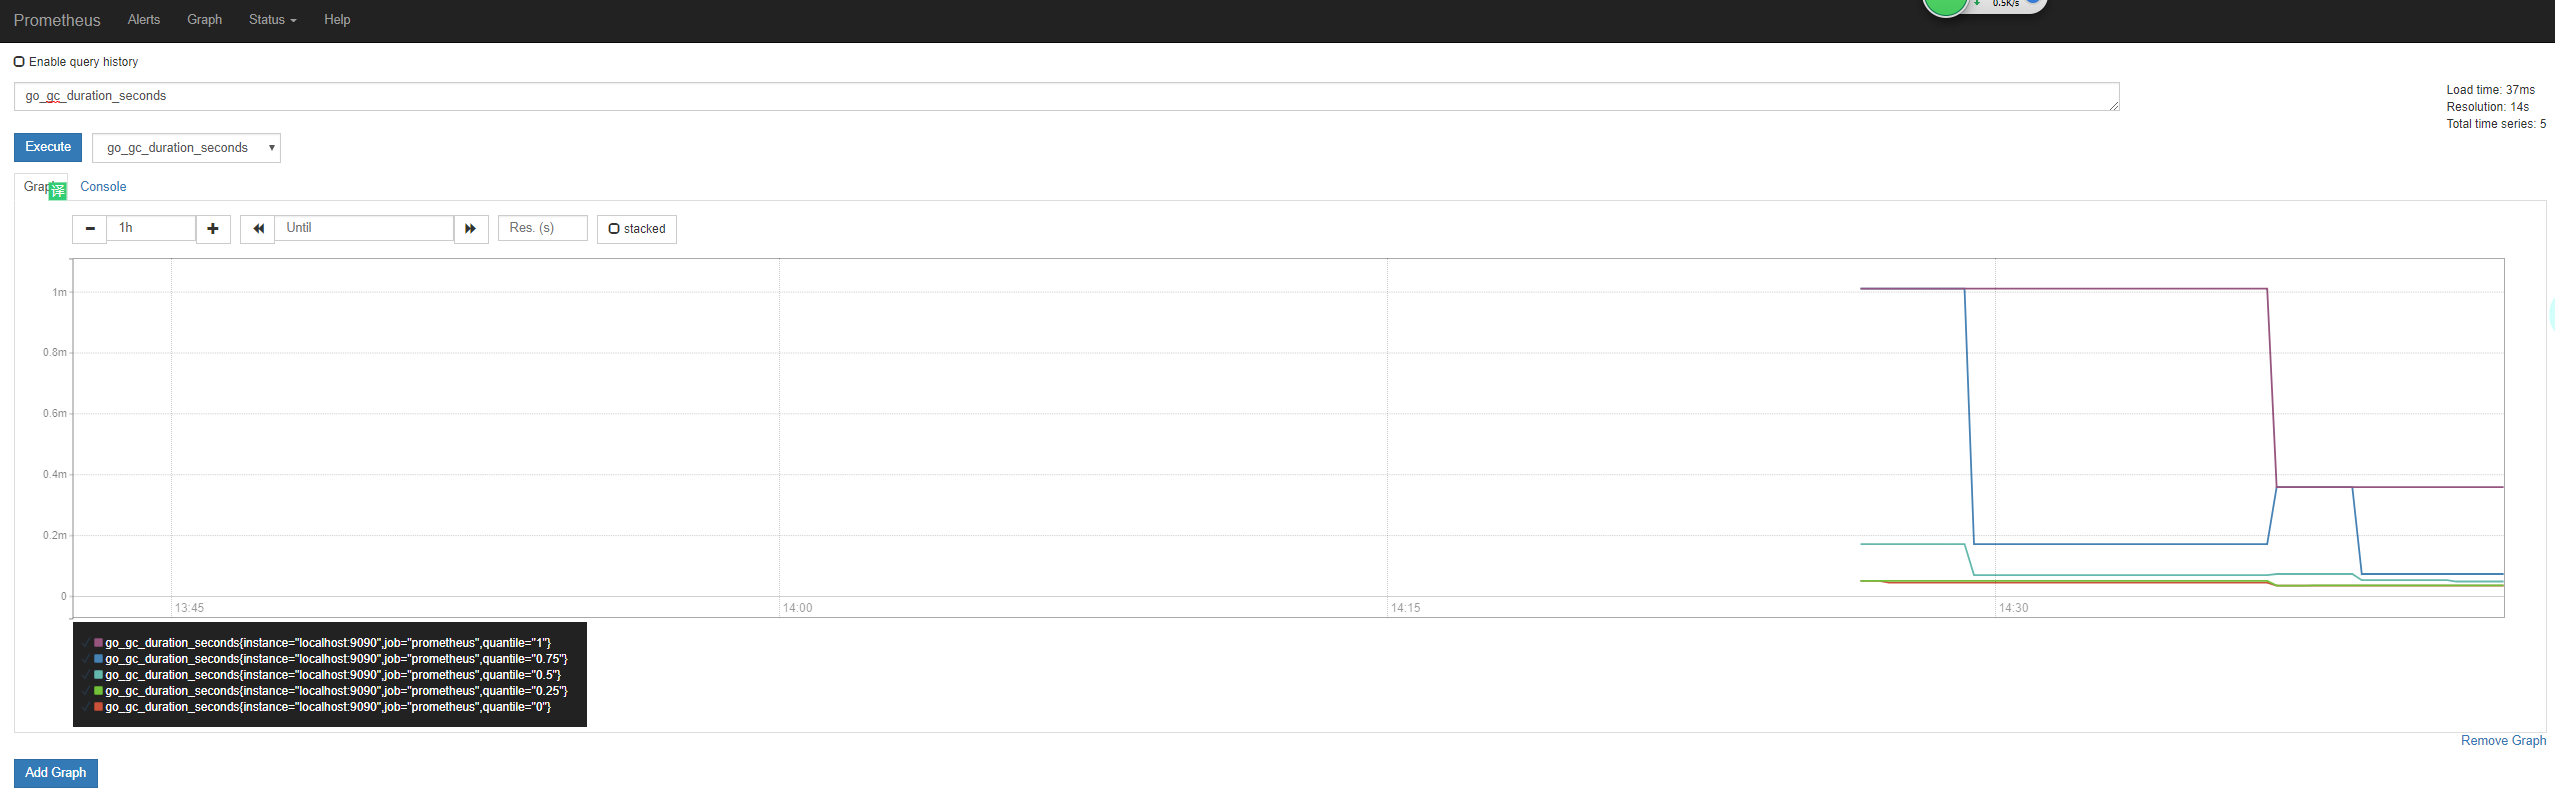 0.5K/s
Prometheus Alerts Graph Status Help
Enable query history
go_gc_duration_seconds
Load time: 37ms
Resolution: 14s
Total time series: 5
Execute go_gc_duration_seconds
译 Console
1h Until Res. (s) stacked
1m
0.8m
0.6m
0.4m
0.2m
0
13:45 14:00 14:15 14:30
go_gc_duration_seconds{instance="localhost:9090",job="prometheus",quantile="1"}
go_gc_duration_seconds{instance="localhost:9090",job="prometheus",quantile="0.75"}
go_gc_duration_seconds{instance="localhost:9090",job="prometheus",quantile="0.5"}
go_gc_duration_seconds{instance="localhost:9090",job="prometheus",quantile="0.25"}
go_gc_duration_seconds{instance="localhost:9090",job="prometheus",quantile="0"}
Remove Graph
Add Graph